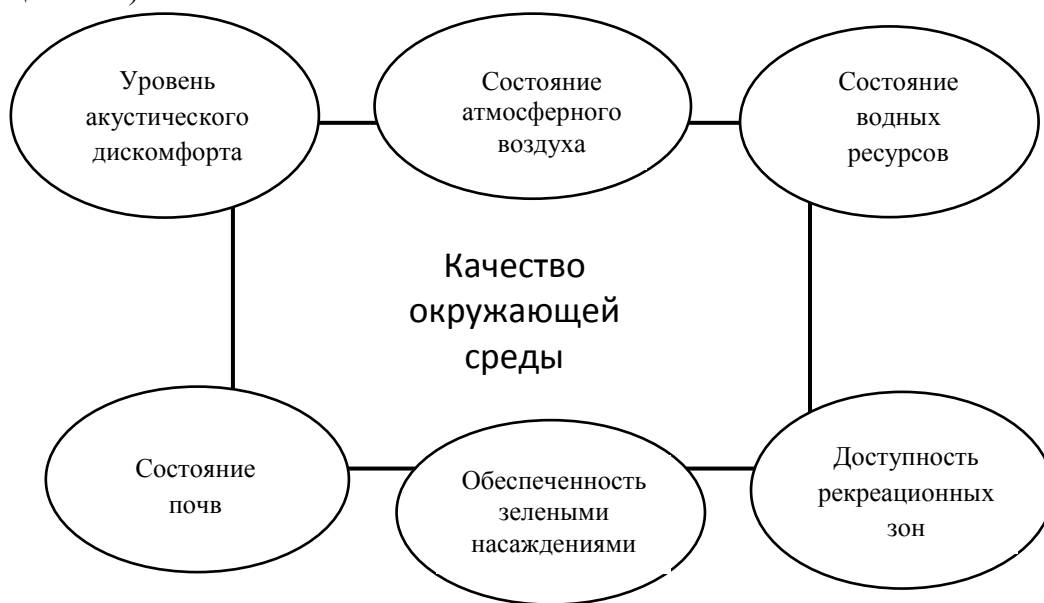 Уровень
акустического
дискомфорта
Состояние
атмосферного
воздуха
Состояние
водных
ресурсов
Качество
окружающей
среды
Состояние
почв
Обеспеченность
зелеными
насаждениями
Доступность
рекреационных
зон